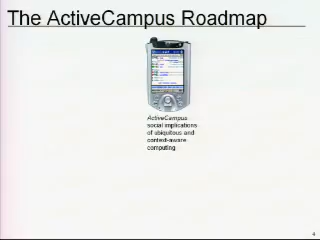 The ActiveCampus Roadmap
ActiveCampus
social implications
of ubiquitous and
context-aware
computing
4